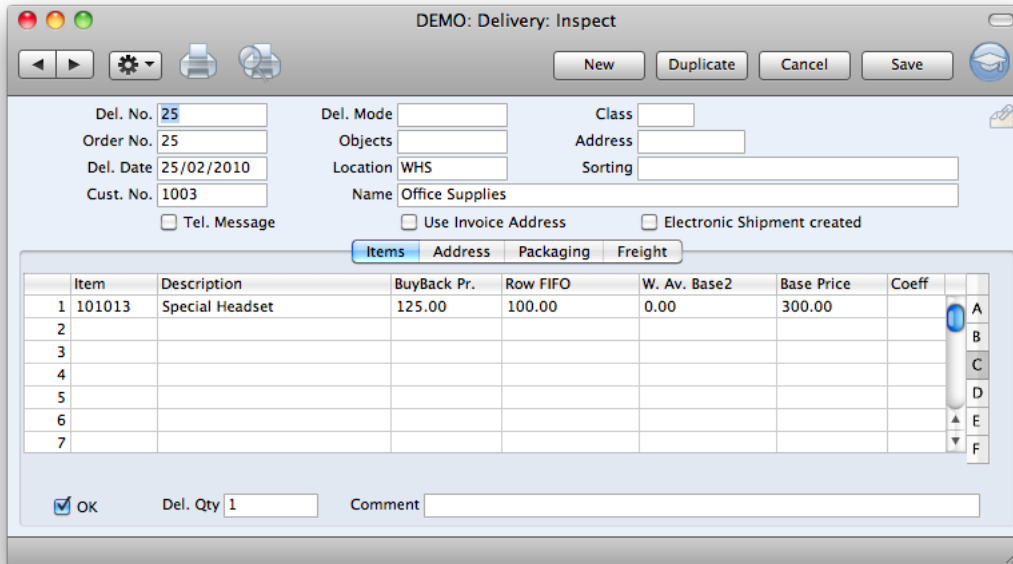 DEMO: Delivery: Inspect
New Duplicate Cancel Save
Del. No. 25 Del. Mode Class
Order No. 25 Objects Address
Del. Date 25/02/2010 Location WHS Sorting
Cust. No. 1003 Name Office Supplies
Tel. Message Use Invoice Address Electronic Shipment created
Items Address Packaging Freight
Item Description BuyBack Pr. Row FIFO W. Av. Base2 Base Price Coeff
1 101013 Special Headset 125.00 100.00 0.00 300.00 A
2 B
3
4 C
5 D
6 E
7 F
OK Del. Qty 1 Comment